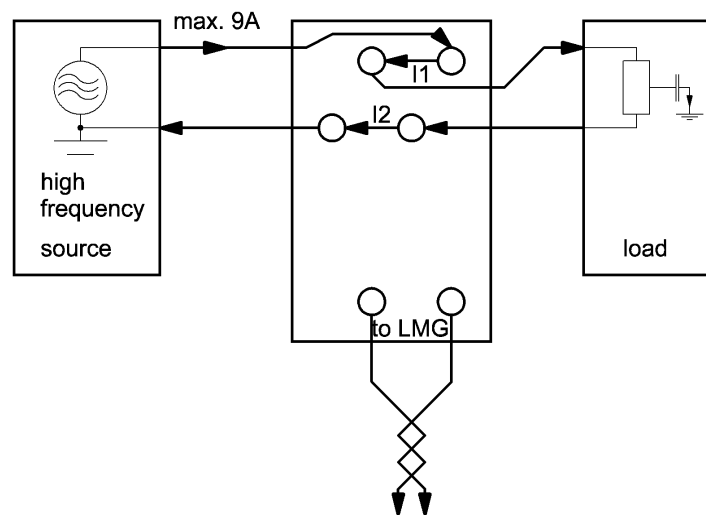 max. 9A
I1
I2
high
frequency
source
load
to LMG